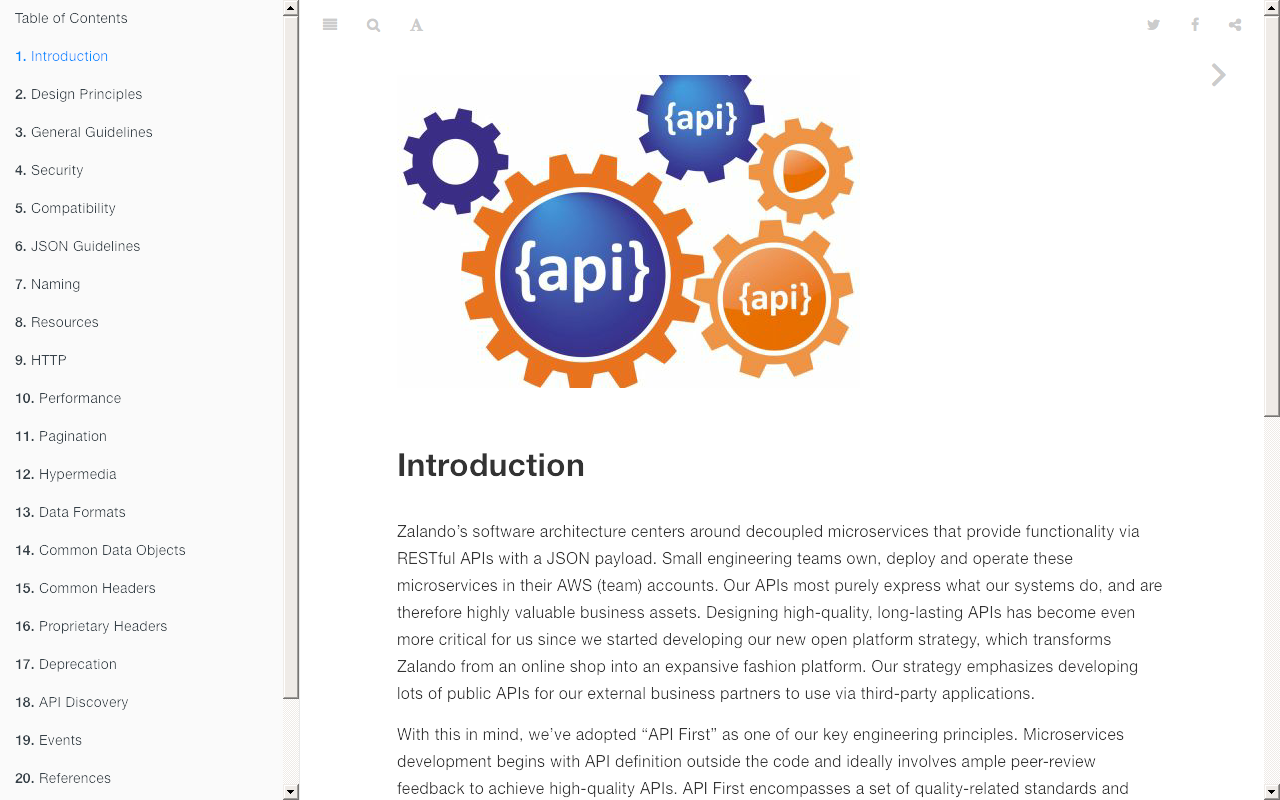 Table of Contents
1. Introduction
2. Design Principles
3. General Guidelines
4. Security
5. Compatibility
6. JSON Guidelines
7. Naming
8. Resources
9. HTTP
10. Performance
11. Pagination
12. Hypermedia
13. Data Formats
14. Common Data Objects
15. Common Headers
16. Proprietary Headers
17. Deprecation
18. API Discovery
19. Events
20. References
A
{api}
{api}
{api}
Introduction
Zalando’s software architecture centers around decoupled microservices that provide functionality via
RESTful APIs with a JSON payload. Small engineering teams own, deploy and operate these
microservices in their AWS (team) accounts. Our APIs most purely express what our systems do, and are
therefore highly valuable business assets. Designing high-quality, long-lasting APIs has become even
more critical for us since we started developing our new open platform strategy, which transforms
Zalando from an online shop into an expansive fashion platform. Our strategy emphasizes developing
lots of public APIs for our external business partners to use via third-party applications.
With this in mind, we’ve adopted “API First” as one of our key engineering principles. Microservices
development begins with API definition outside the code and ideally involves ample peer-review
feedback to achieve high-quality APIs. API First encompasses a set of quality-related standards and